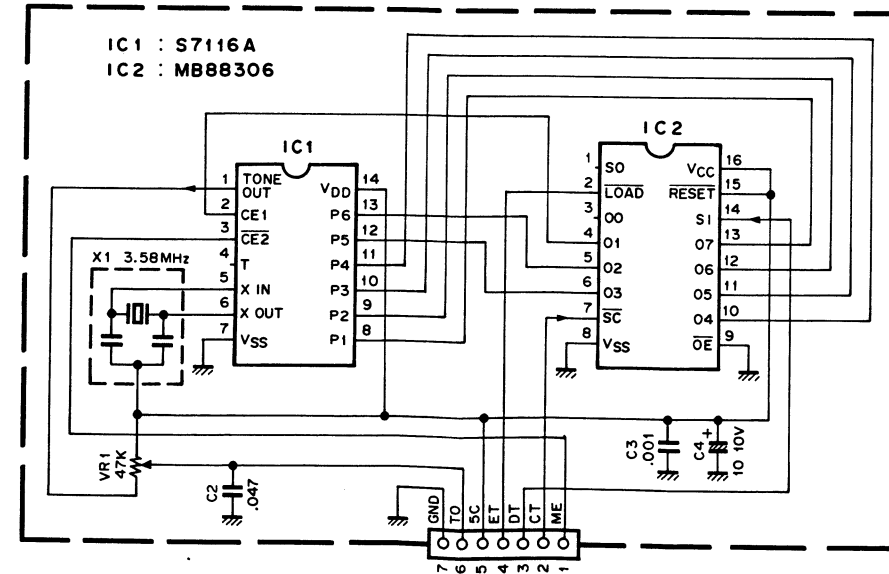 IC1 : S7116A
IC2 : MB88306
IC1
1 TONE OUT
2 CE1
3 CE2
4 T
5 X IN
6 X OUT
7 VSS
14 VDD
13 P6
12 P5
11 P4
10 P3
9 P2
8 P1
IC2
1 SO
2 LOAD
3 O0
4 O1
5 O2
6 O3
7 SC
8 VSS
16 VCC
15 RESET
14 SI
13 O7
12 O6
11 O5
10 O4
9 OE
X1 3.58MHz
VR1
47K
C2
.047
C3
.001
C4 +
10 10V
GND TO 5C ET DT CT ME
7 6 5 4 3 2 1